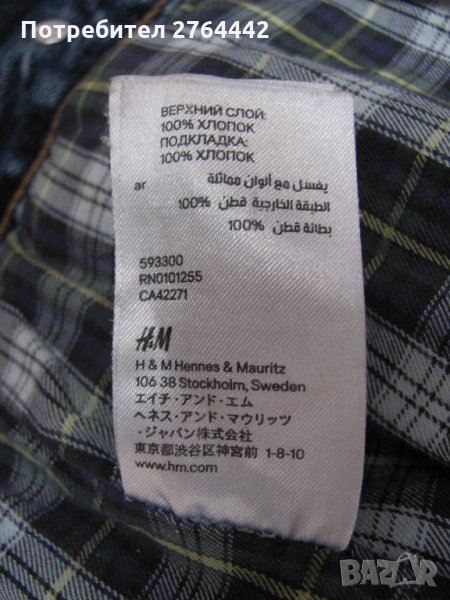 Потребител 2764442
ВЕРХНИЙ СЛОЙ:
100% ХЛОПОК
ПОДКЛАДКА:
100% ХЛОПОК
ar يغسل مع ألوان مماثلة
الطبقة الخارجية قطن %100
بطانة قطن %100
593300
RN0101255
CA42271
H&M
H & M Hennes & Mauritz
106 38 Stockholm, Sweden
エイチ・アンド・エム
ヘネス・アンド・マウリッツ
・ジャパン株式会社
東京都渋谷区神宮前 1-8-10
www.hm.com
BAZAR
bg